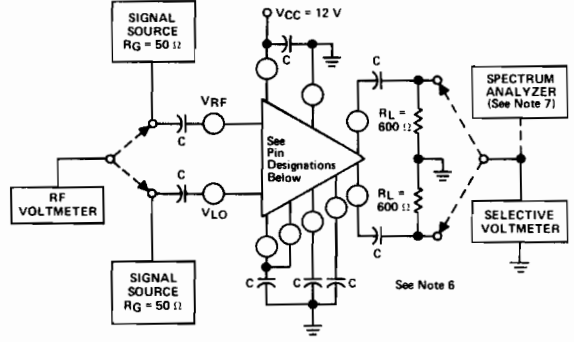 SIGNAL
SOURCE
RG = 50 Ω
VCC = 12 V
C
C
VRF
C
See
Pin
Designations
Below
RF
VOLTMETER
C
VLO
SIGNAL
SOURCE
RG = 50 Ω
C
C
C
RL =
600 Ω
RL =
600 Ω
C
See Note 6
SPECTRUM
ANALYZER
(See Note 7)
SELECTIVE
VOLTMETER